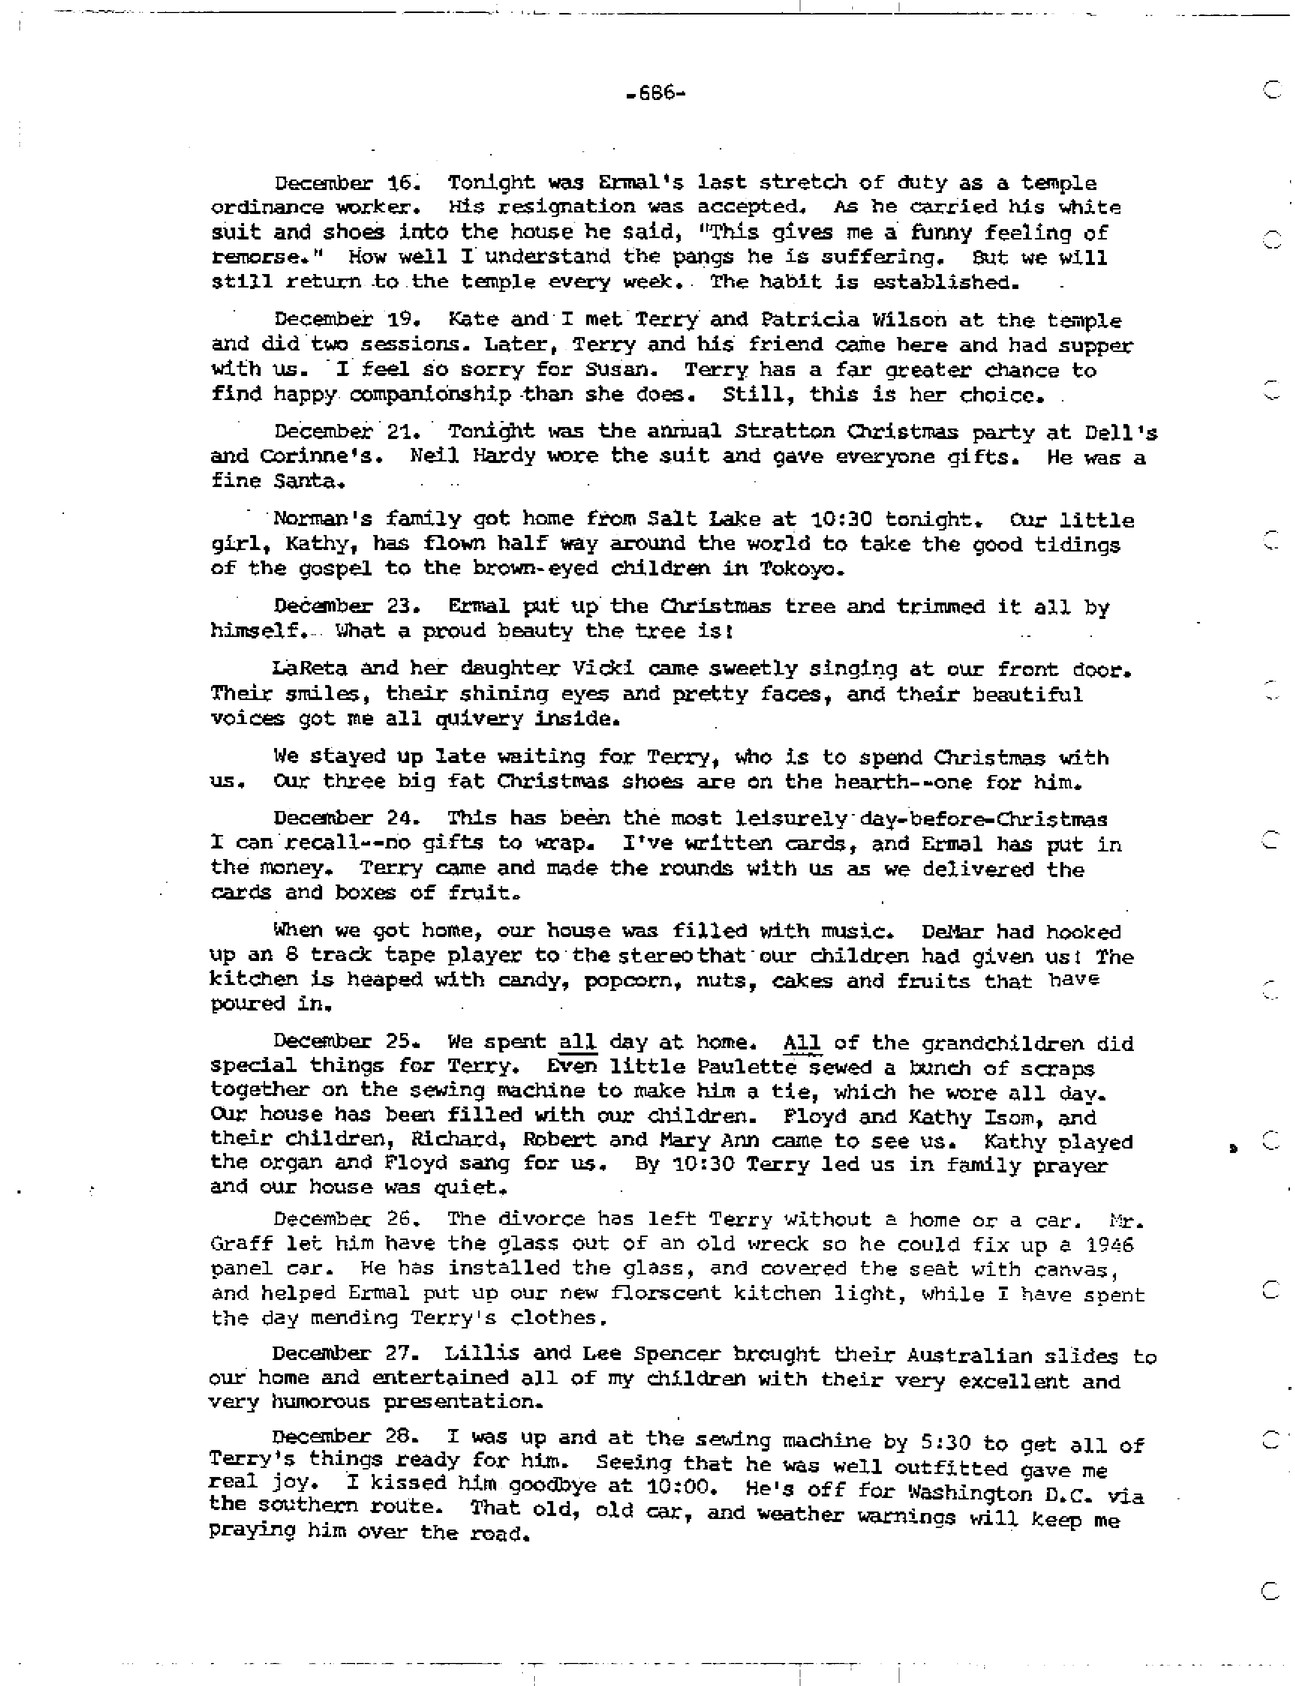 -686-
December 16. Tonight was Ermal's last stretch of duty as a temple
ordinance worker. His resignation was accepted. As he carried his white
suit and shoes into the house he said, "This gives me a funny feeling of
remorse." How well I understand the pangs he is suffering. But we will
still return to the temple every week. The habit is established.
December 19. Kate and I met Terry and Patricia Wilson at the temple
and did two sessions. Later, Terry and his friend came here and had supper
with us. I feel so sorry for Susan. Terry has a far greater chance to
find happy companionship than she does. Still, this is her choice.
December 21. Tonight was the annual Stratton Christmas party at Dell's
and Corinne's. Neil Hardy wore the suit and gave everyone gifts. He was a
fine Santa.
Norman's family got home from Salt Lake at 10:30 tonight. Our little
girl, Kathy, has flown half way around the world to take the good tidings
of the gospel to the brown-eyed children in Tokoyo.
December 23. Ermal put up the Christmas tree and trimmed it all by
himself. What a proud beauty the tree is!
LaReta and her daughter Vicki came sweetly singing at our front door.
Their smiles, their shining eyes and pretty faces, and their beautiful
voices got me all quivery inside.
We stayed up late waiting for Terry, who is to spend Christmas with
us. Our three big fat Christmas shoes are on the hearth--one for him.
December 24. This has been the most leisurely day-before-Christmas
I can recall--no gifts to wrap. I've written cards, and Ermal has put in
the money. Terry came and made the rounds with us as we delivered the
cards and boxes of fruit.
When we got home, our house was filled with music. DeMar had hooked
up an 8 track tape player to the stereo that our children had given us! The
kitchen is heaped with candy, popcorn, nuts, cakes and fruits that have
poured in.
December 25. We spent all day at home. All of the grandchildren did
special things for Terry. Even little Paulette sewed a bunch of scraps
together on the sewing machine to make him a tie, which he wore all day.
Our house has been filled with our children. Floyd and Kathy Isom, and
their children, Richard, Robert and Mary Ann came to see us. Kathy played
the organ and Floyd sang for us. By 10:30 Terry led us in family prayer
and our house was quiet.
December 26. The divorce has left Terry without a home or a car. Mr.
Graff let him have the glass out of an old wreck so he could fix up a 1946
panel car. He has installed the glass, and covered the seat with canvas,
and helped Ermal put up our new florscent kitchen light, while I have spent
the day mending Terry's clothes.
December 27. Lillis and Lee Spencer brought their Australian slides to
our home and entertained all of my children with their very excellent and
very humorous presentation.
December 28. I was up and at the sewing machine by 5:30 to get all of
Terry's things ready for him. Seeing that he was well outfitted gave me
real joy. I kissed him goodbye at 10:00. He's off for Washington D.C. via
the southern route. That old, old car, and weather warnings will keep me
praying him over the road.